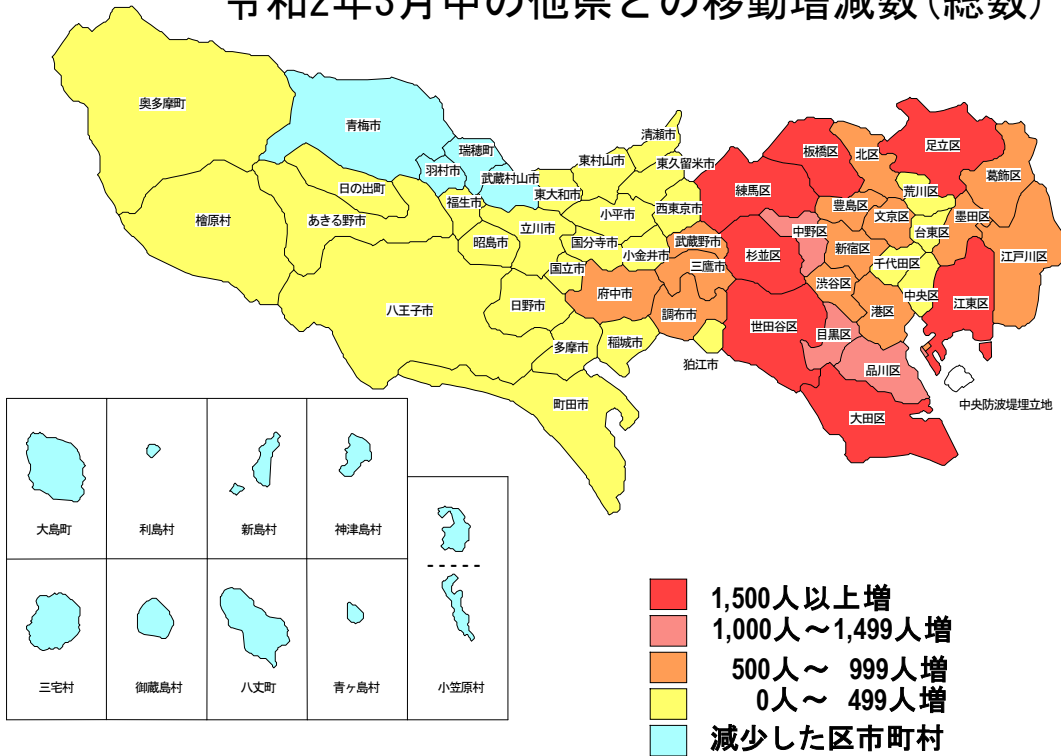 令和2年3月中の他県との移動増減数(総数)
奥多摩町
青梅市
瑞穂町
羽村市
武蔵村山市
日の出町
檜原村
あきる野市
福生市
昭島市
立川市
東大和市
東村山市
清瀬市
東久留米市
小平市
西東京市
国分寺市
小金井市
国立市
武蔵野市
三鷹市
八王子市
日野市
府中市
調布市
多摩市
稲城市
狛江市
町田市
練馬区
板橋区
北区
足立区
葛飾区
荒川区
豊島区
文京区
墨田区
台東区
中野区
新宿区
杉並区
千代田区
江戸川区
渋谷区
中央区
江東区
港区
世田谷区
目黒区
品川区
大田区
中央防波堤埋立地
大島町
利島村
新島村
神津島村
三宅村
御蔵島村
八丈町
青ヶ島村
小笠原村
1,500人以上増
1,000人～1,499人増
500人～ 999人増
0人～ 499人増
減少した区市町村